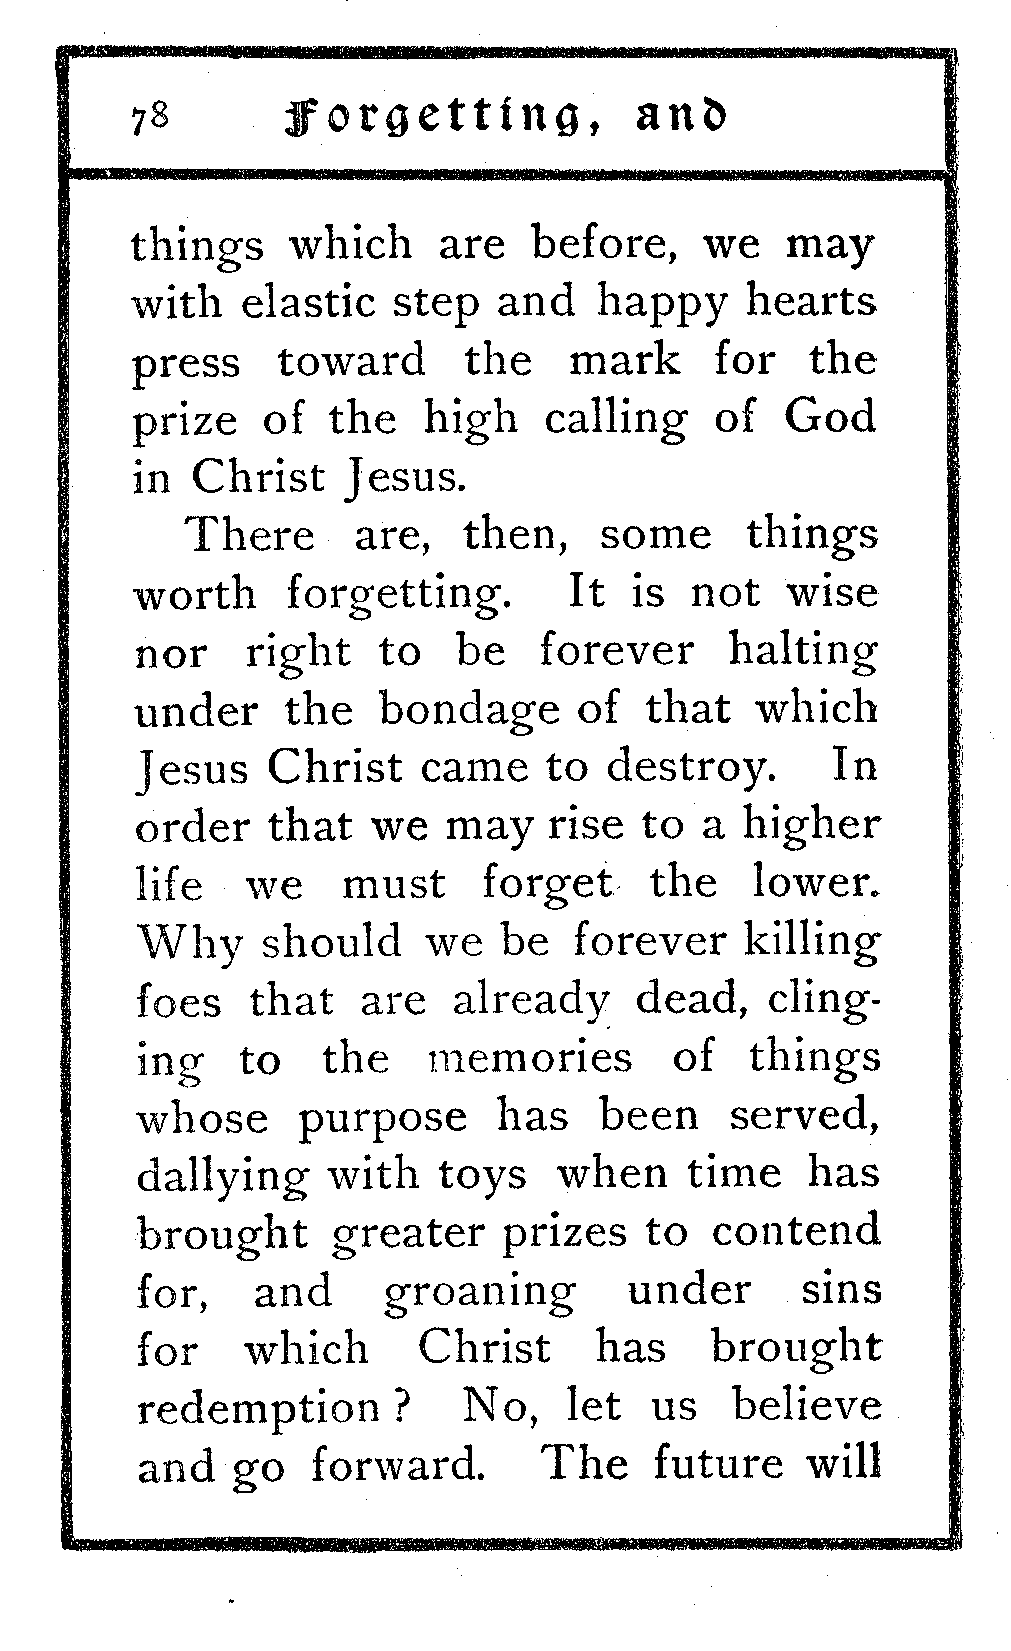 78 Forgetting, and
things which are before, we may
with elastic step and happy hearts
press toward the mark for the
prize of the high calling of God
in Christ Jesus.
There are, then, some things
worth forgetting. It is not wise
nor right to be forever halting
under the bondage of that which
Jesus Christ came to destroy. In
order that we may rise to a higher
life we must forget the lower.
Why should we be forever killing
foes that are already dead, cling-
ing to the memories of things
whose purpose has been served,
dallying with toys when time has
brought greater prizes to contend
for, and groaning under sins
for which Christ has brought
redemption ? No, let us believe
and go forward. The future will